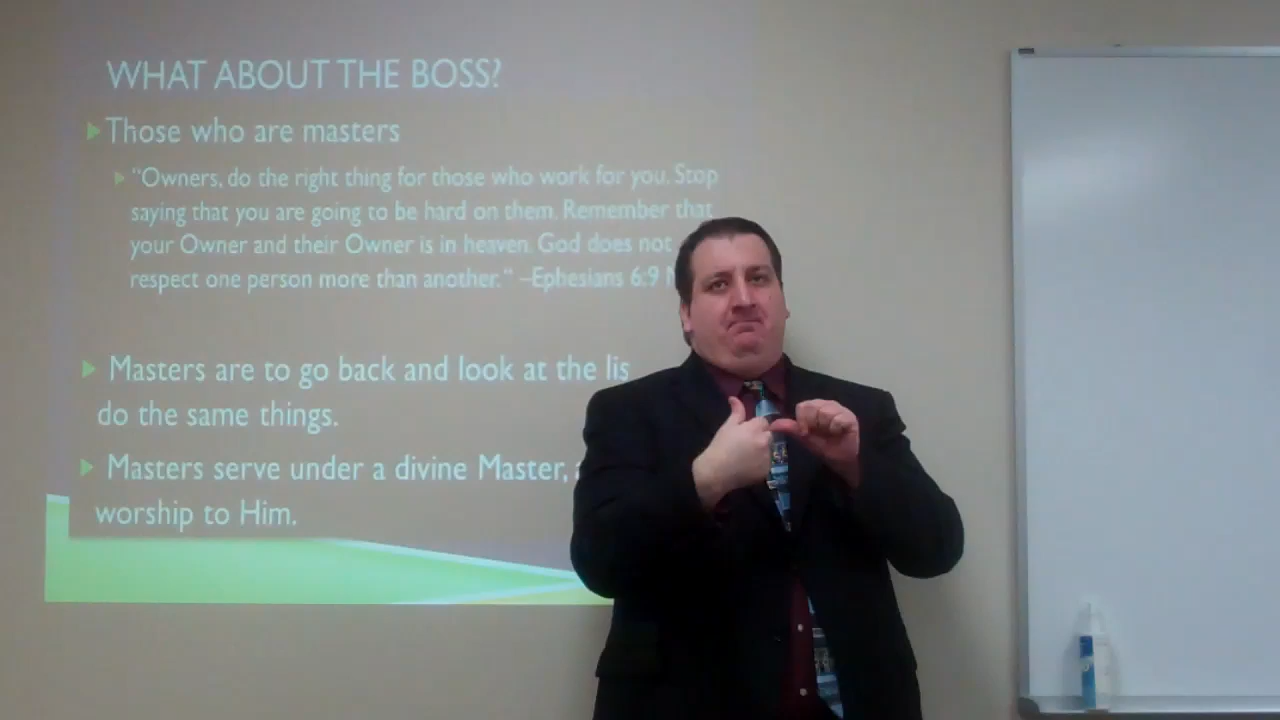 WHAT ABOUT THE BOSS?
Those who are masters
“Owners, do the right thing for those who work for you. Stop
saying that you are going to be hard on them. Remember that
your Owner and their Owner is in heaven. God does not
respect one person more than another.” –Ephesians 6:9
Masters are to go back and look at the lis
do the same things.
Masters serve under a divine Master,
worship to Him.